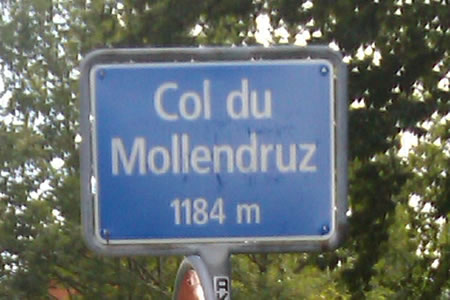 Col du
Mollendruz
1184 m